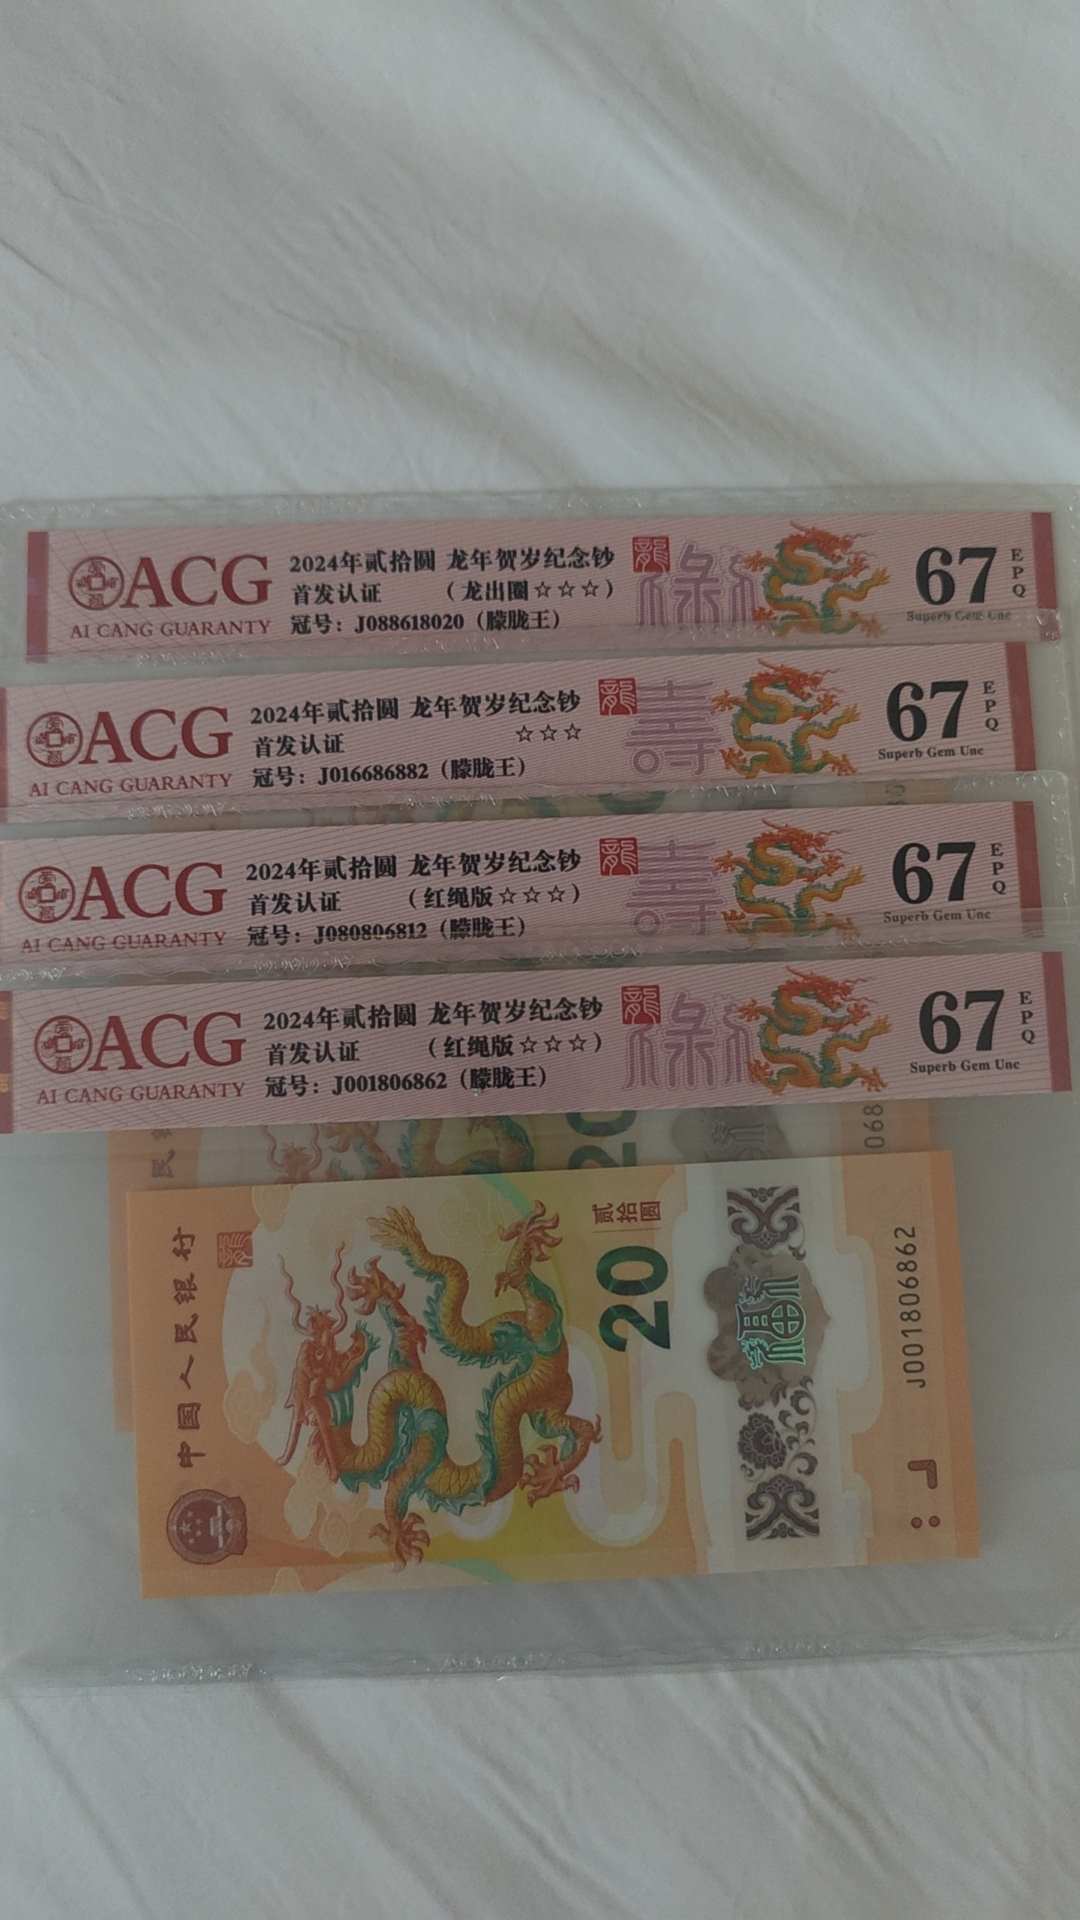 ACG
AI CANG GUARANTY
2024年贰拾圆 龙年贺岁纪念钞
首发认证 （龙出圈☆☆☆）
冠号：J088618020（朦胧王）
67
EPQ
Superb Gem Unc
ACG
AI CANG GUARANTY
2024年贰拾圆 龙年贺岁纪念钞
首发认证 ☆☆☆
冠号：J016686882（朦胧王）
壽
67
EPQ
Superb Gem Unc
ACG
AI CANG GUARANTY
2024年贰拾圆 龙年贺岁纪念钞
首发认证 （红绳版☆☆☆）
冠号：J080806812（朦胧王）
壽
67
EPQ
Superb Gem Unc
ACG
AI CANG GUARANTY
2024年贰拾圆 龙年贺岁纪念钞
首发认证 （红绳版☆☆☆）
冠号：J001806862（朦胧王）
67
EPQ
Superb Gem Unc
中国人民银行
贰拾圆
20
J001806862